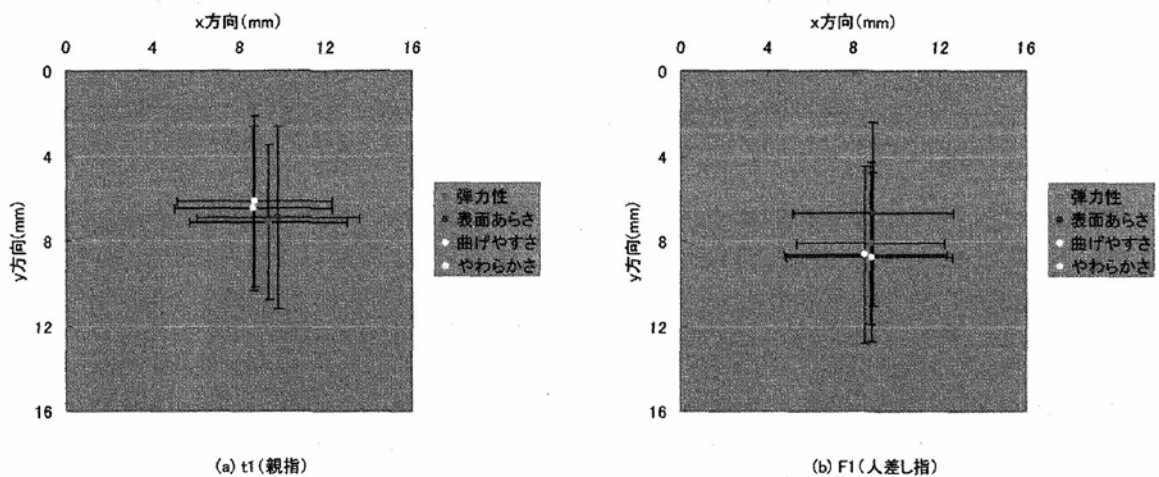 x方向(mm)
0 4 8 12 16
0
4
8
12
16
y方向(mm)
弾力性
表面あらさ
曲げやすさ
やわらかさ
(a) t1(親指)
x方向(mm)
0 4 8 12 16
0
4
8
12
16
y方向(mm)
弾力性
表面あらさ
曲げやすさ
やわらかさ
(b) F1(人差し指)